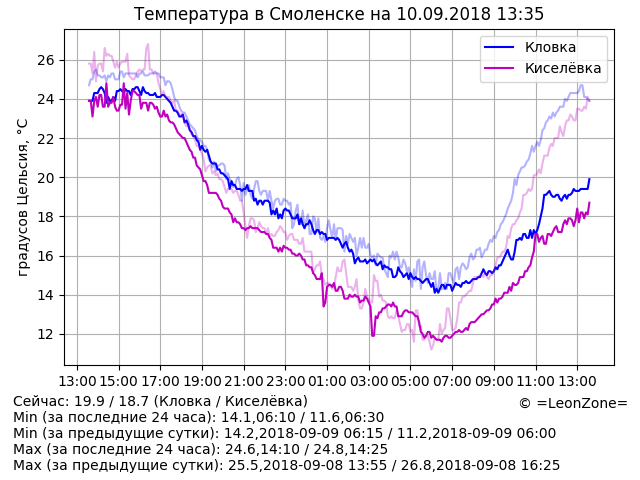 Температура в Смоленске на 10.09.2018 13:35
Кловка
Киселёвка
градусов Цельсия, °C
26
24
22
20
18
16
14
12
13:00 15:00 17:00 19:00 21:00 23:00 01:00 03:00 05:00 07:00 09:00 11:00 13:00
Сейчас: 19.9 / 18.7 (Кловка / Киселёвка)
© =LeonZone=
Min (за последние 24 часа): 14.1,06:10 / 11.6,06:30
Min (за предыдущие сутки): 14.2,2018-09-09 06:15 / 11.2,2018-09-09 06:00
Max (за последние 24 часа): 24.6,14:10 / 24.8,14:25
Max (за предыдущие сутки): 25.5,2018-09-08 13:55 / 26.8,2018-09-08 16:25